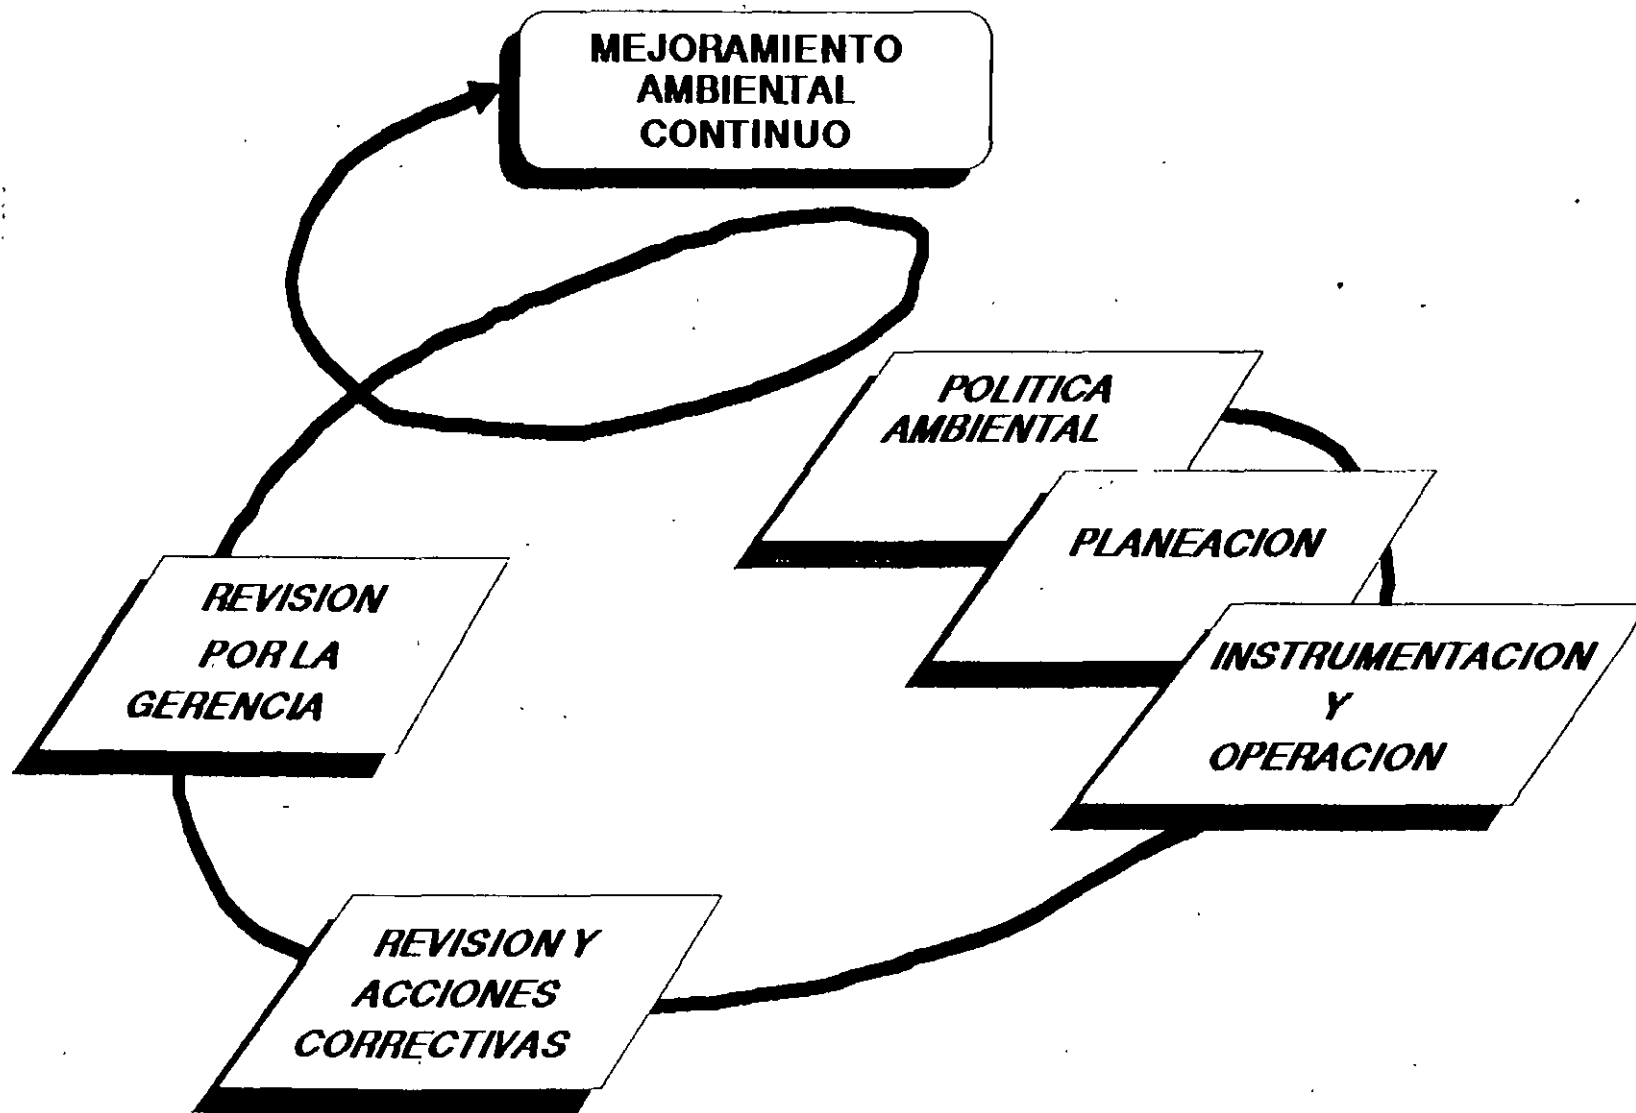 MEJORAMIENTO
AMBIENTAL
CONTINUO
POLITICA
AMBIENTAL
PLANEACION
INSTRUMENTACION
Y
OPERACION
REVISION
POR LA
GERENCIA
REVISION Y
ACCIONES
CORRECTIVAS